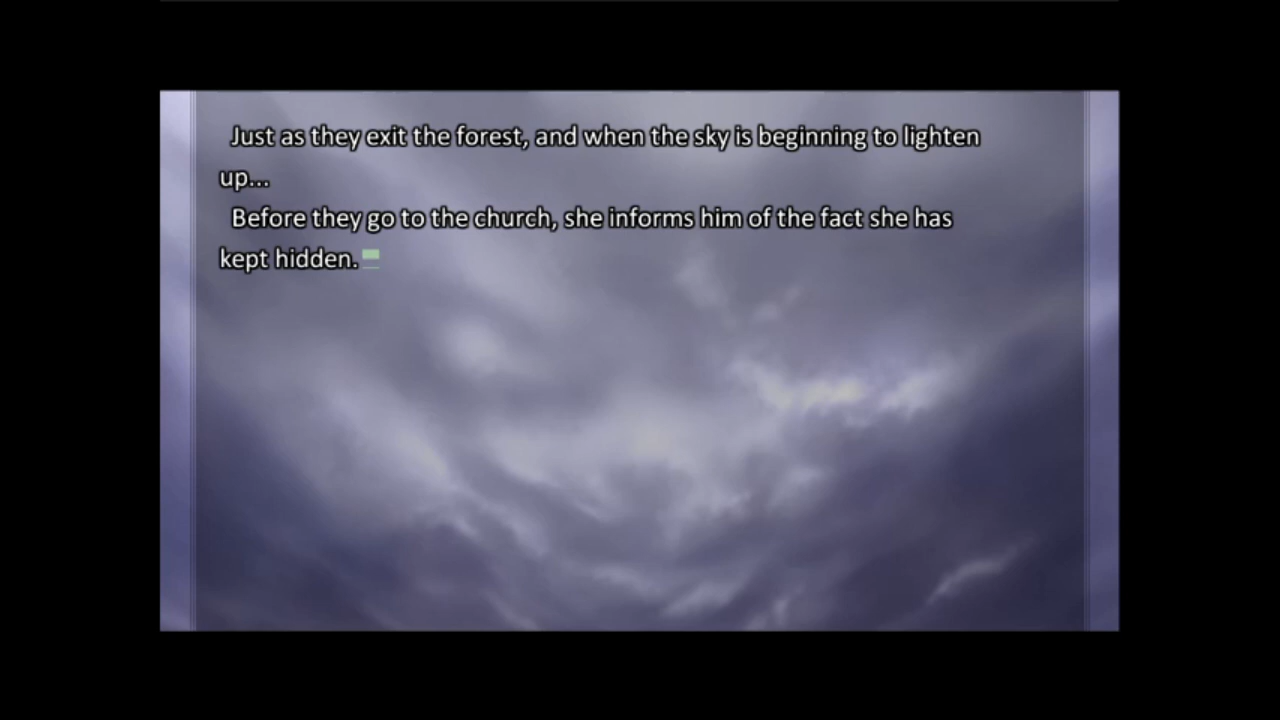 Just as they exit the forest, and when the sky is beginning to lighten
up...
Before they go to the church, she informs him of the fact she has
kept hidden.